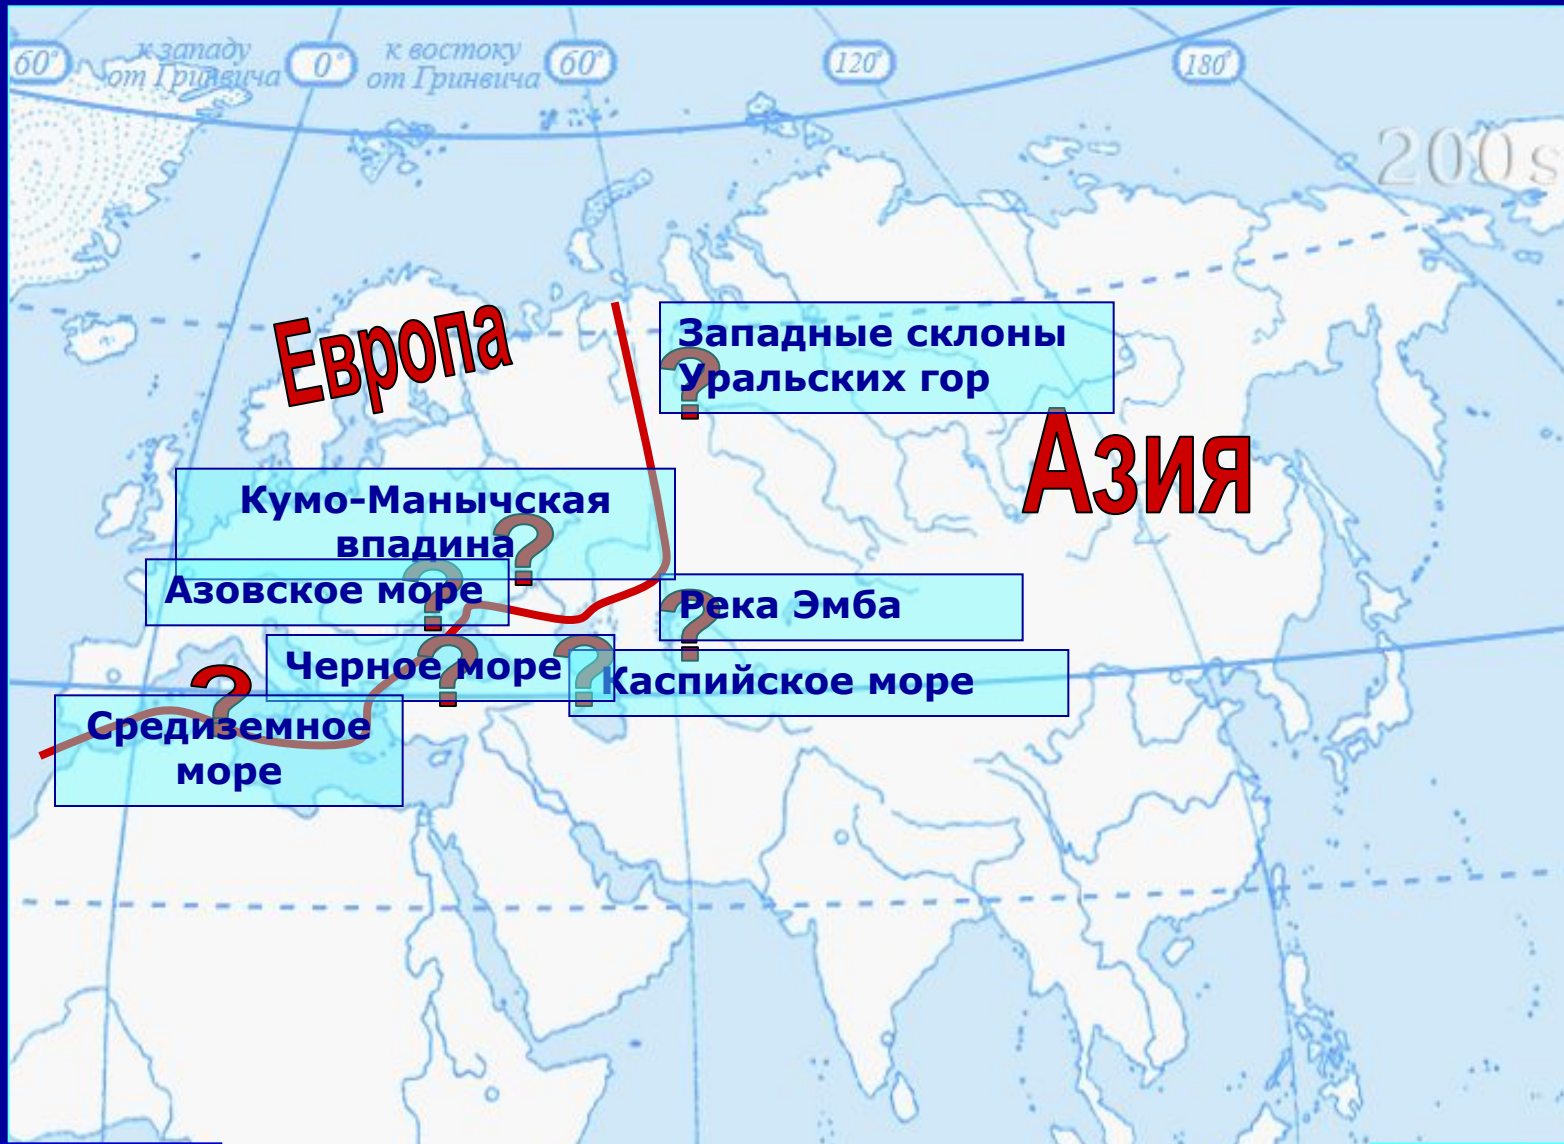 60°
к западу
от Гринвича
0°
к востоку
от Гринвича
60°
120°
180°
200
Европа
Западные склоны
Уральских гор
?
Азия
Кумо-Манычская
впадина
?
Азовское море
?
Река Эмба
?
Черное море
?
?
Каспийское море
?
Средиземное
море